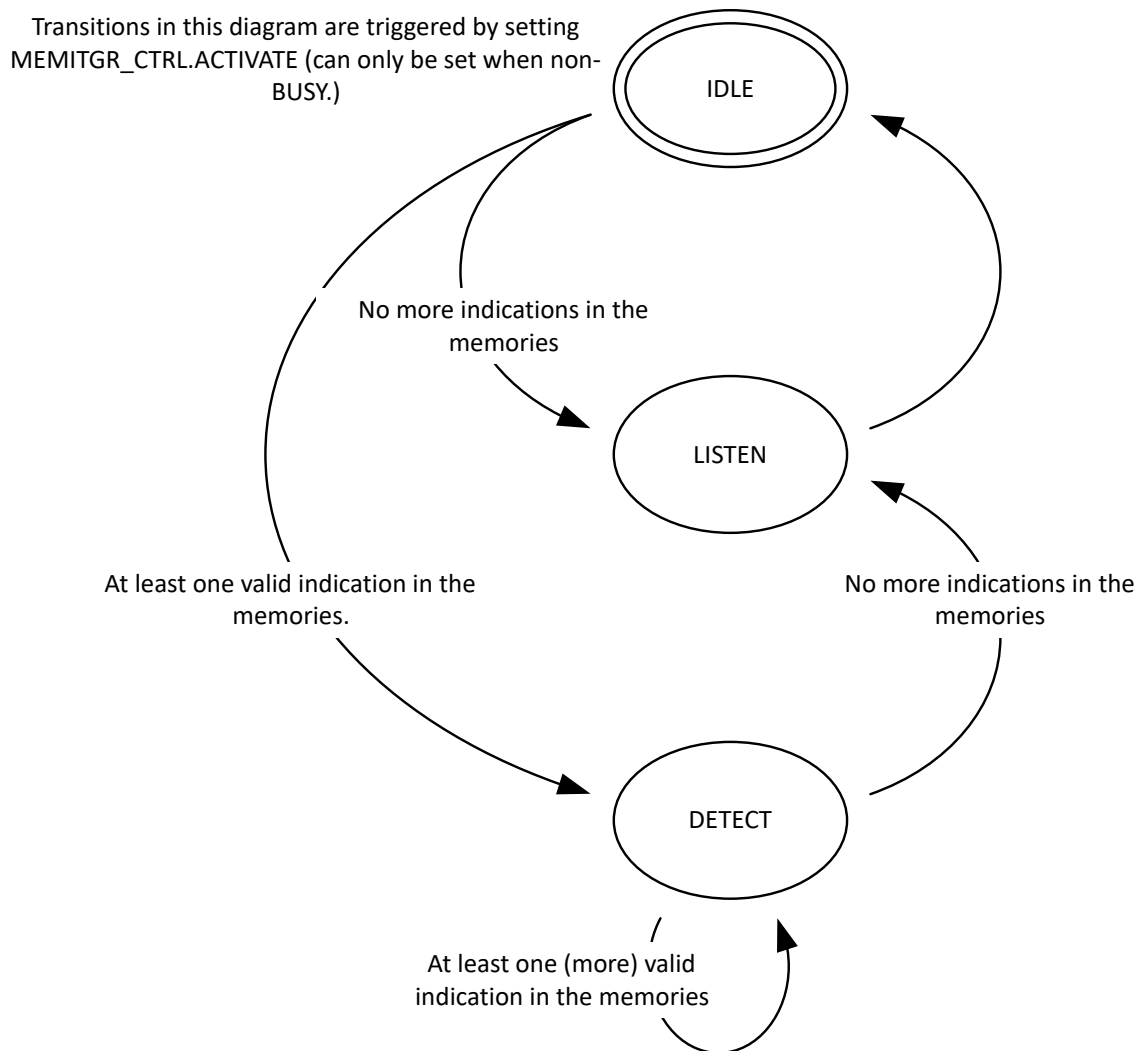 Transitions in this diagram are triggered by setting
MEMITGR_CTRL.ACTIVATE (can only be set when non-
BUSY.)
IDLE
No more indications in the
memories
LISTEN
At least one valid indication in the
memories.
No more indications in the
memories
DETECT
At least one (more) valid
indication in the memories